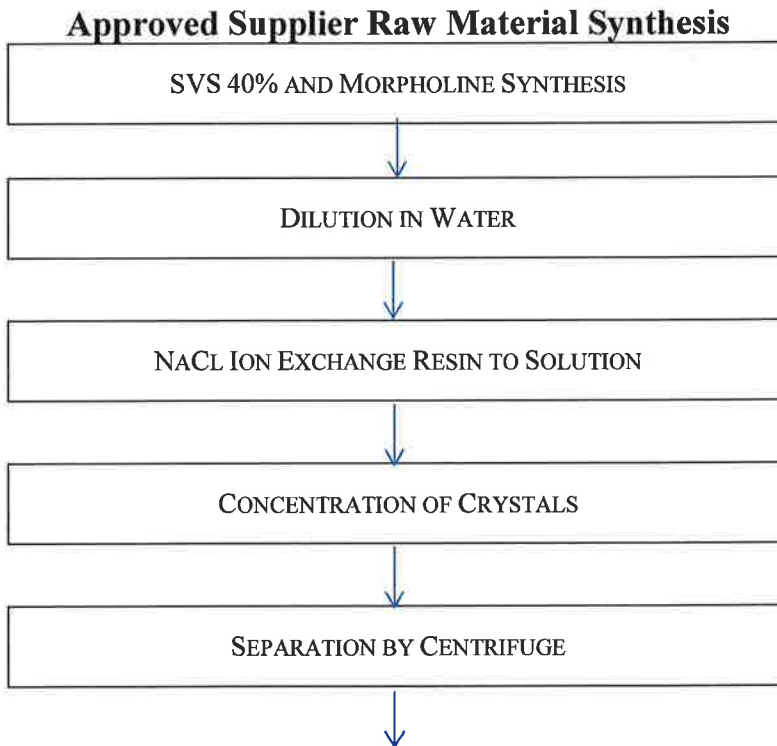 Approved Supplier Raw Material Synthesis
SVS 40% AND MORPHOLINE SYNTHESIS
DILUTION IN WATER
NACL ION EXCHANGE RESIN TO SOLUTION
CONCENTRATION OF CRYSTALS
SEPARATION BY CENTRIFUGE